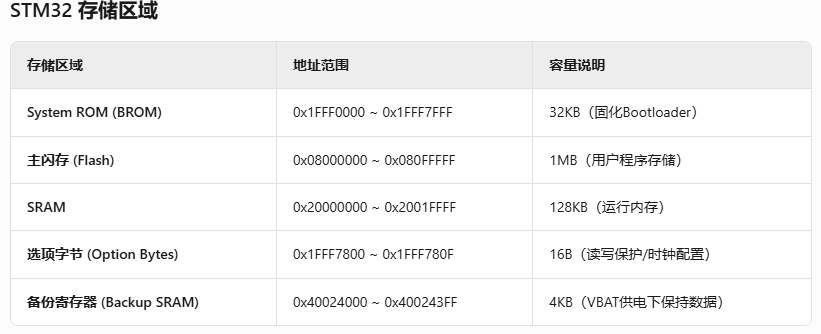 STM32 存储区域
存储区域 地址范围 容量说明
System ROM (BROM) 0x1FFF0000 ~ 0x1FFF7FFF 32KB（固化Bootloader）
主闪存 (Flash) 0x08000000 ~ 0x080FFFFF 1MB（用户程序存储）
SRAM 0x20000000 ~ 0x2001FFFF 128KB（运行内存）
选项字节 (Option Bytes) 0x1FFF7800 ~ 0x1FFF780F 16B（读写保护/时钟配置）
备份寄存器 (Backup SRAM) 0x40024000 ~ 0x400243FF 4KB（VBAT供电下保持数据）